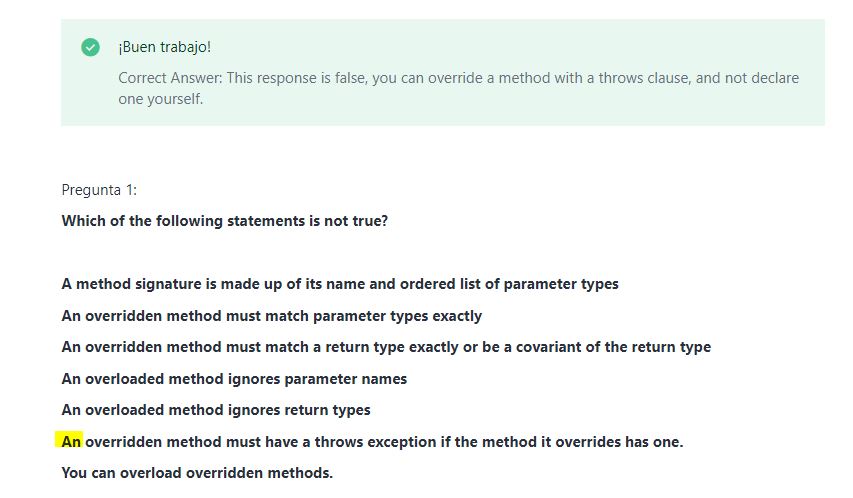 ¡Buen trabajo!
Correct Answer: This response is false, you can override a method with a throws clause, and not declare
one yourself.
Pregunta 1:
Which of the following statements is not true?
A method signature is made up of its name and ordered list of parameter types
An overridden method must match parameter types exactly
An overridden method must match a return type exactly or be a covariant of the return type
An overloaded method ignores parameter names
An overloaded method ignores return types
An overridden method must have a throws exception if the method it overrides has one.
You can overload overridden methods.